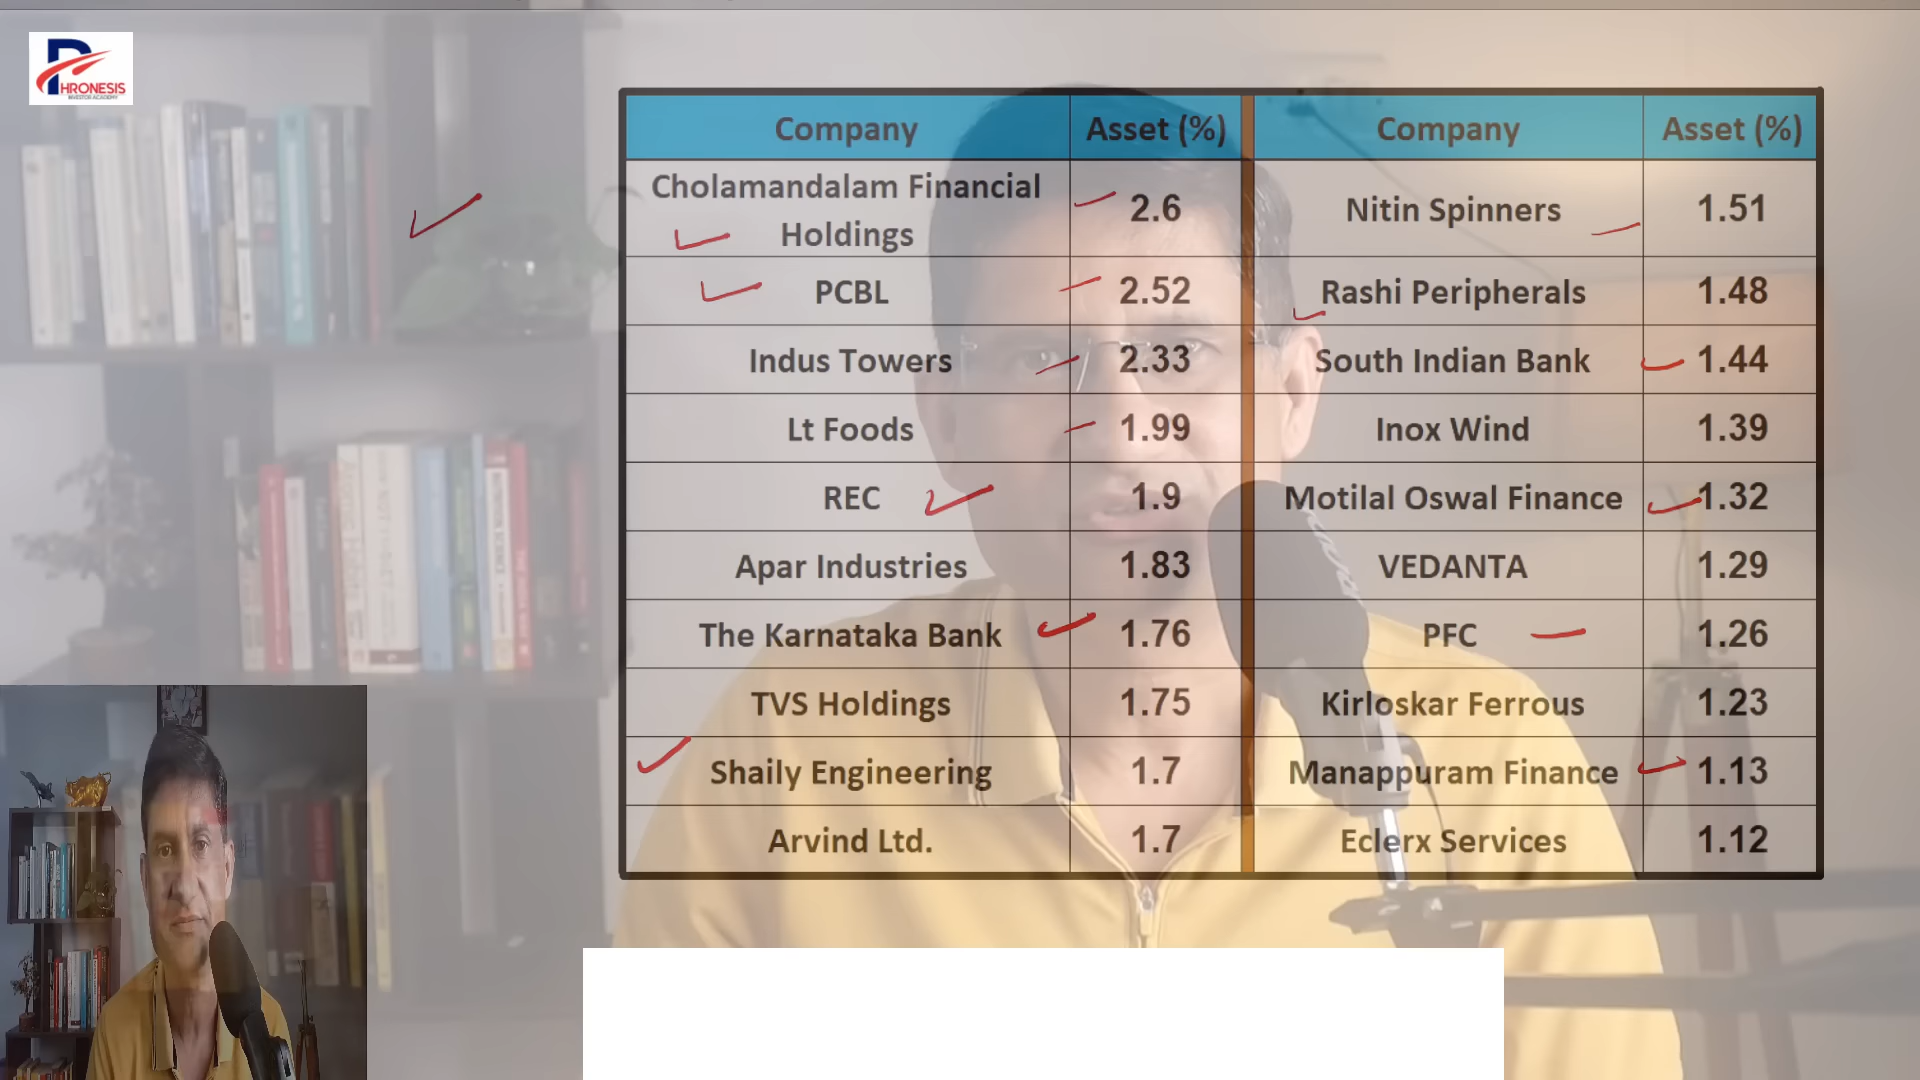 PHRONESIS
INVESTOR ACADEMY
Company Asset (%) Company Asset (%)
Cholamandalam Financial
Holdings 2.6 Nitin Spinners 1.51
PCBL 2.52 Rashi Peripherals 1.48
Indus Towers 2.33 South Indian Bank 1.44
Lt Foods 1.99 Inox Wind 1.39
REC 1.9 Motilal Oswal Finance 1.32
Apar Industries 1.83 VEDANTA 1.29
The Karnataka Bank 1.76 PFC 1.26
TVS Holdings 1.75 Kirloskar Ferrous 1.23
Shaily Engineering 1.7 Manappuram Finance 1.13
Arvind Ltd. 1.7 Eclerx Services 1.12
Atomic Habits